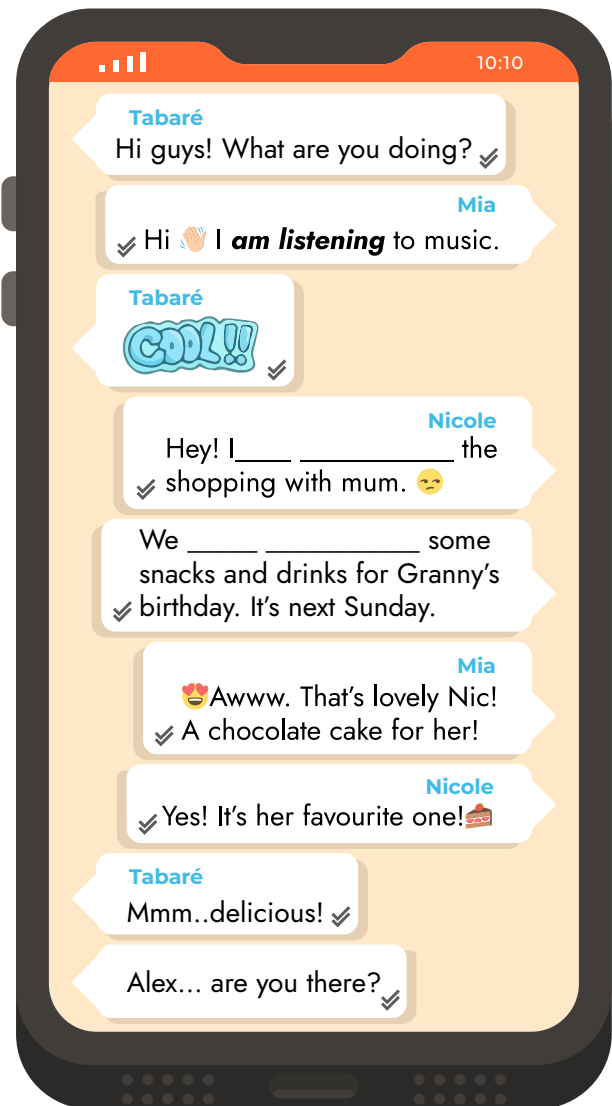 10:10
Tabaré
Hi guys! What are you doing?
Mia
Hi 👋🏻 I am listening to music.
Tabaré
COOL!!
Nicole
Hey! I____ ___________ the
shopping with mum. 😒
We _____ ___________ some
snacks and drinks for Granny’s
birthday. It’s next Sunday.
Mia
😍Awww. That’s lovely Nic!
A chocolate cake for her!
Nicole
Yes! It’s her favourite one!🍰
Tabaré
Mmm..delicious!
Alex... are you there?